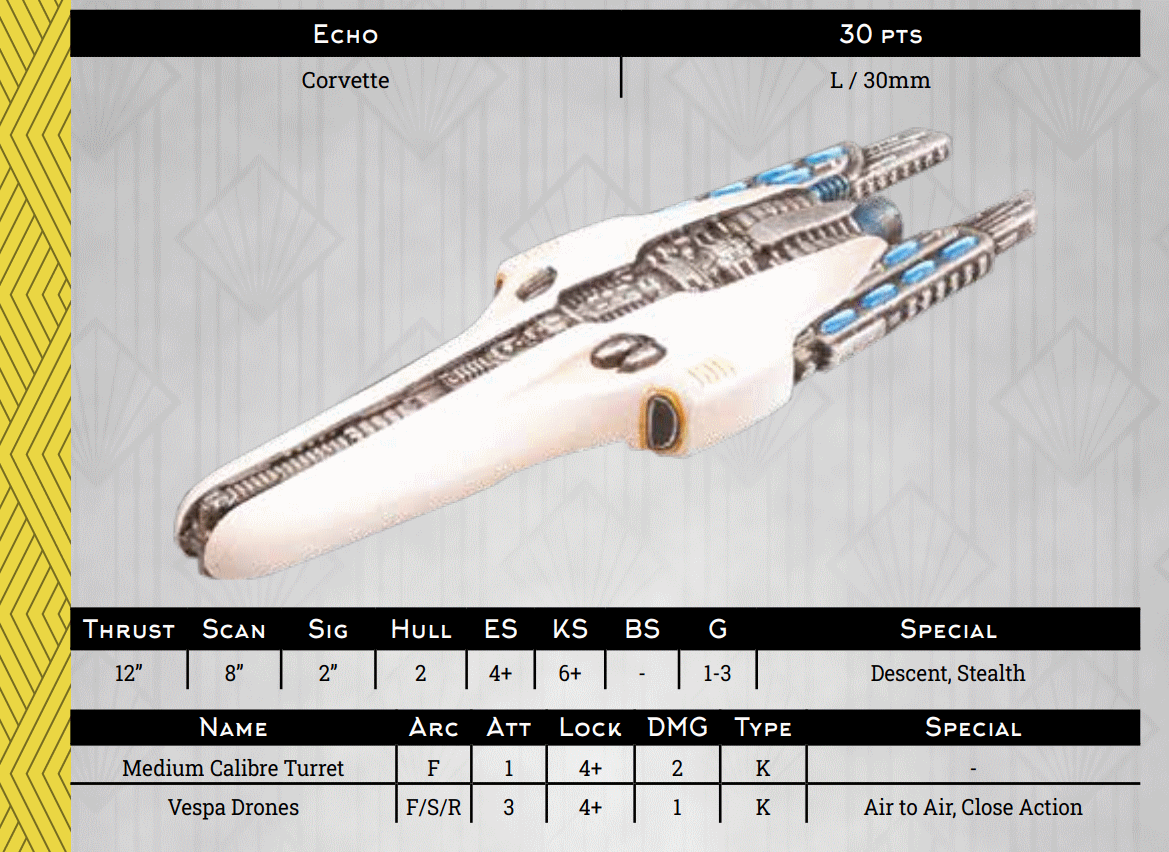 Echo 30 pts
Corvette L / 30mm
Thrust Scan Sig Hull ES KS BS G Special
12” 8” 2” 2 4+ 6+ - 1-3 Descent, Stealth
Name Arc Att Lock DMG Type Special
Medium Calibre Turret F 1 4+ 2 K -
Vespa Drones F/S/R 3 4+ 1 K Air to Air, Close Action